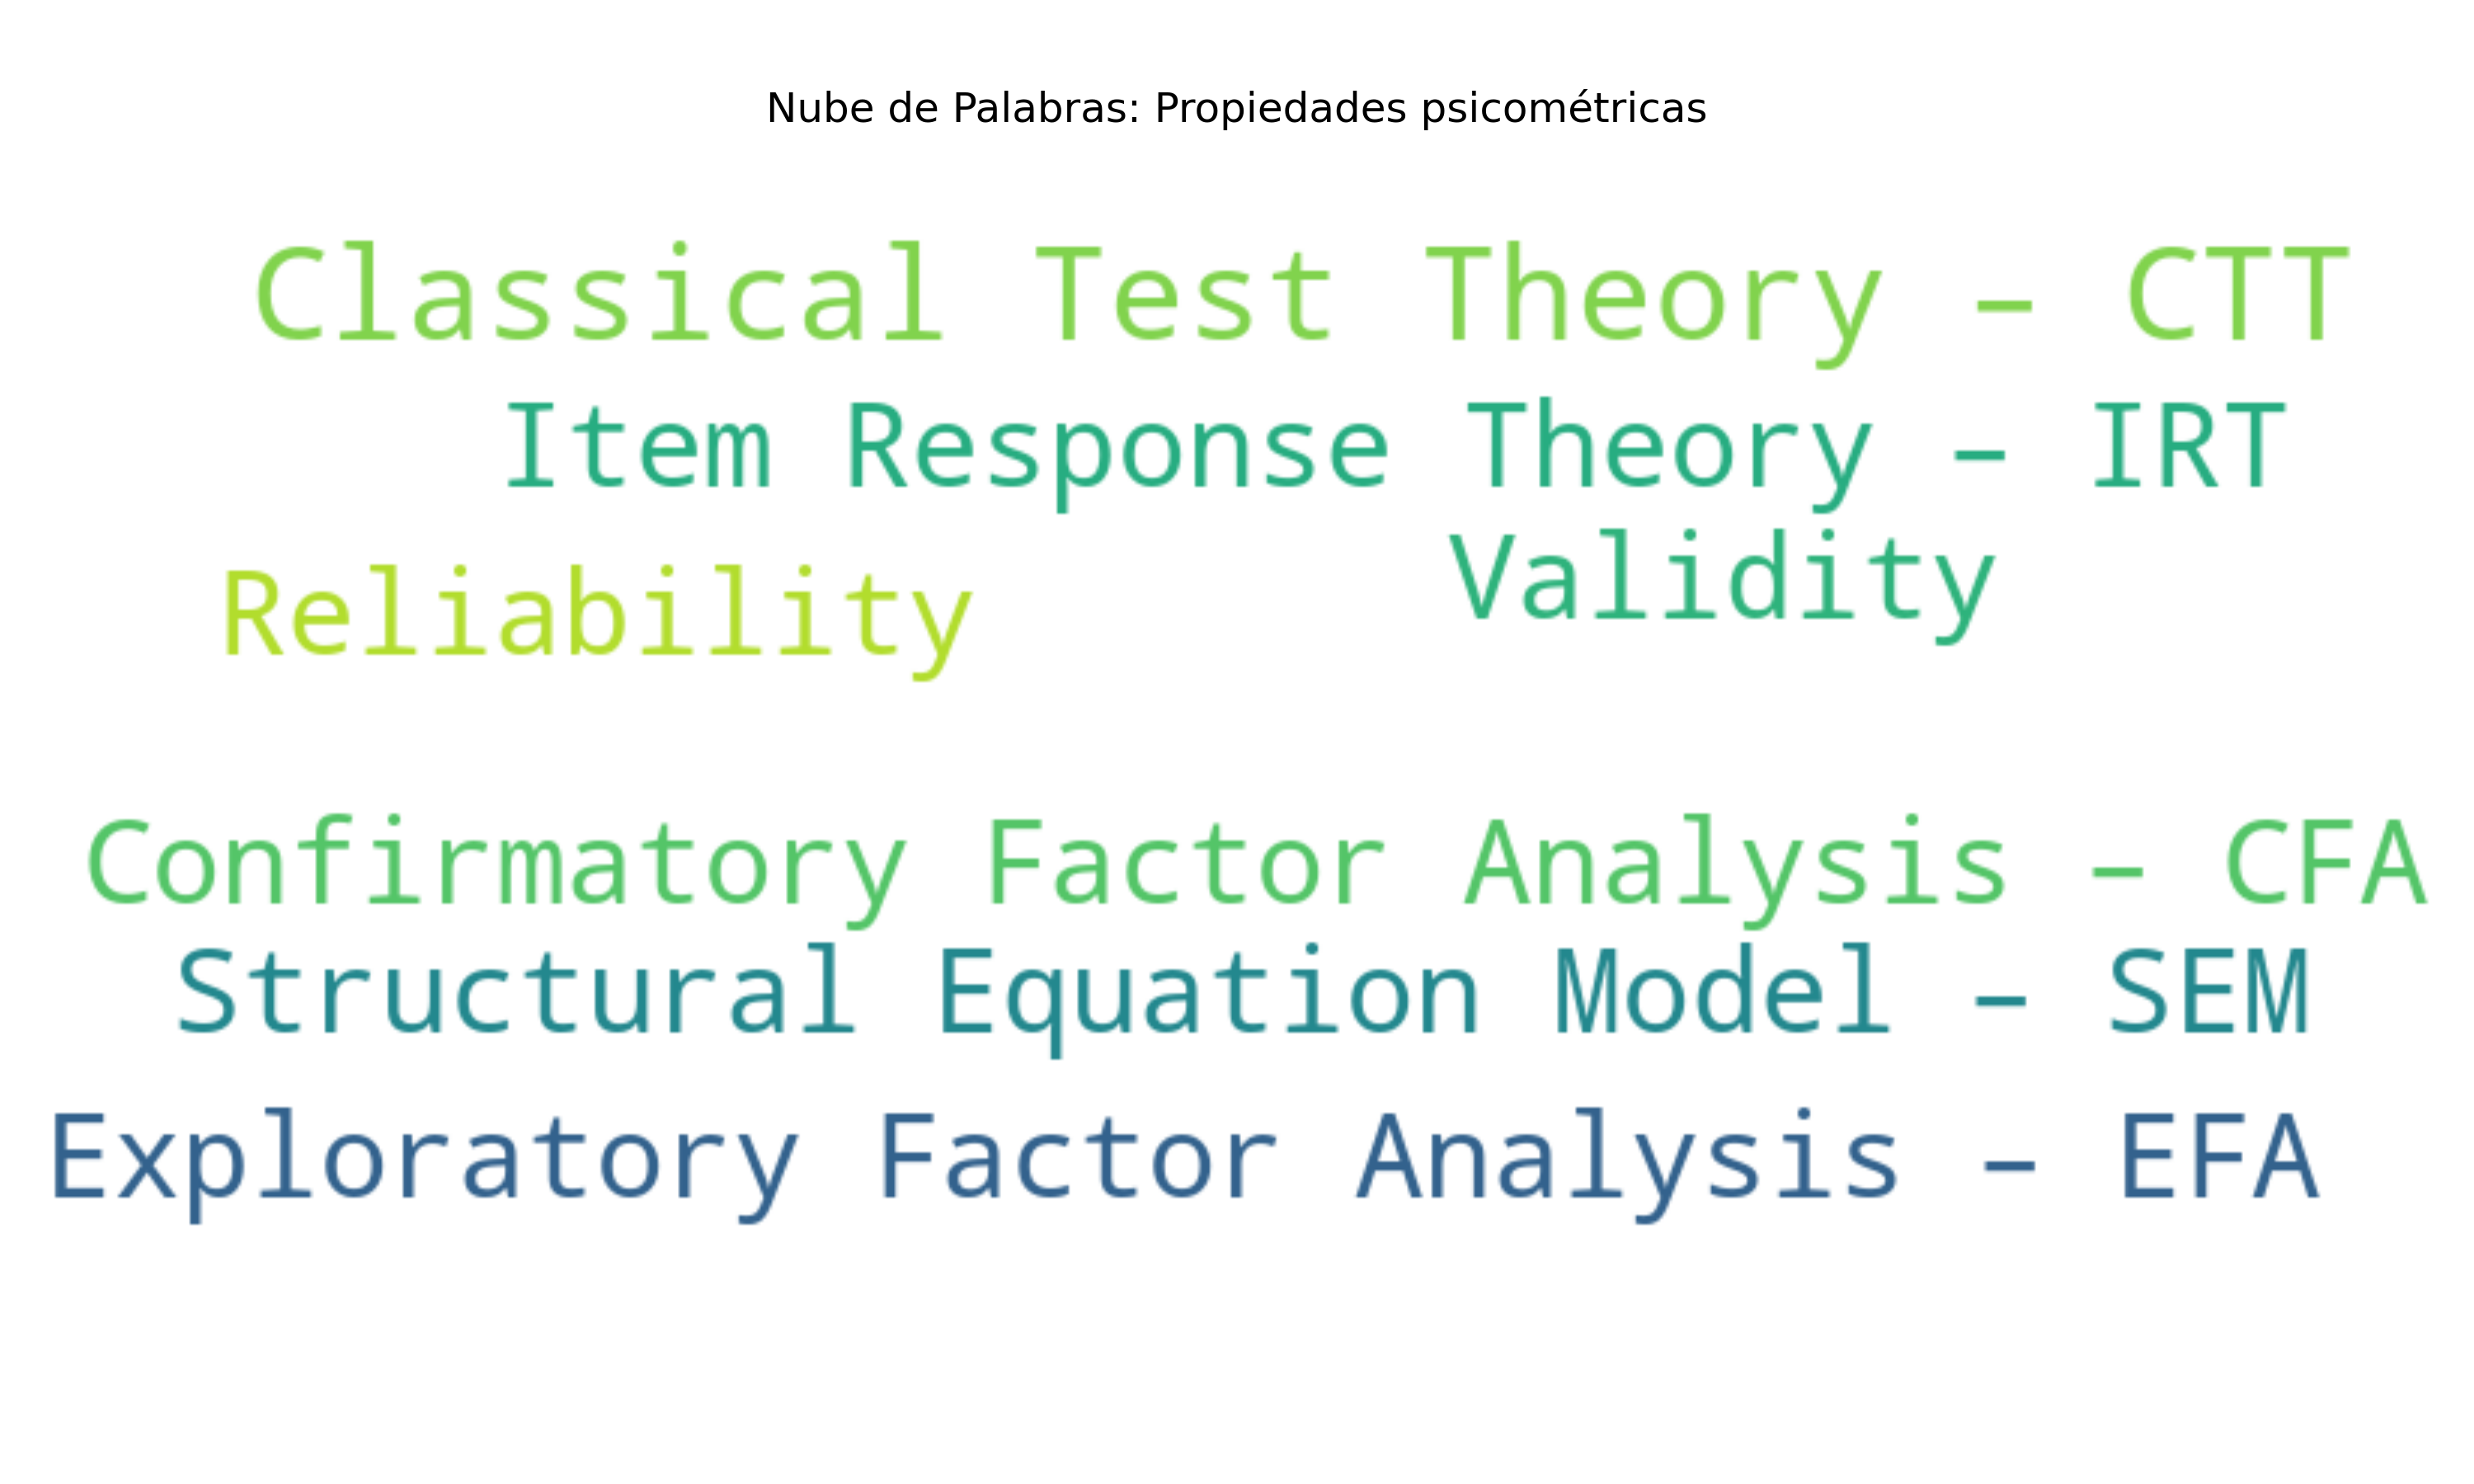 Nube de Palabras: Propiedades psicométricas
Classical Test Theory – CTT
Item Response Theory – IRT
Validity
Reliability
Confirmatory Factor Analysis – CFA
Structural Equation Model – SEM
Exploratory Factor Analysis – EFA